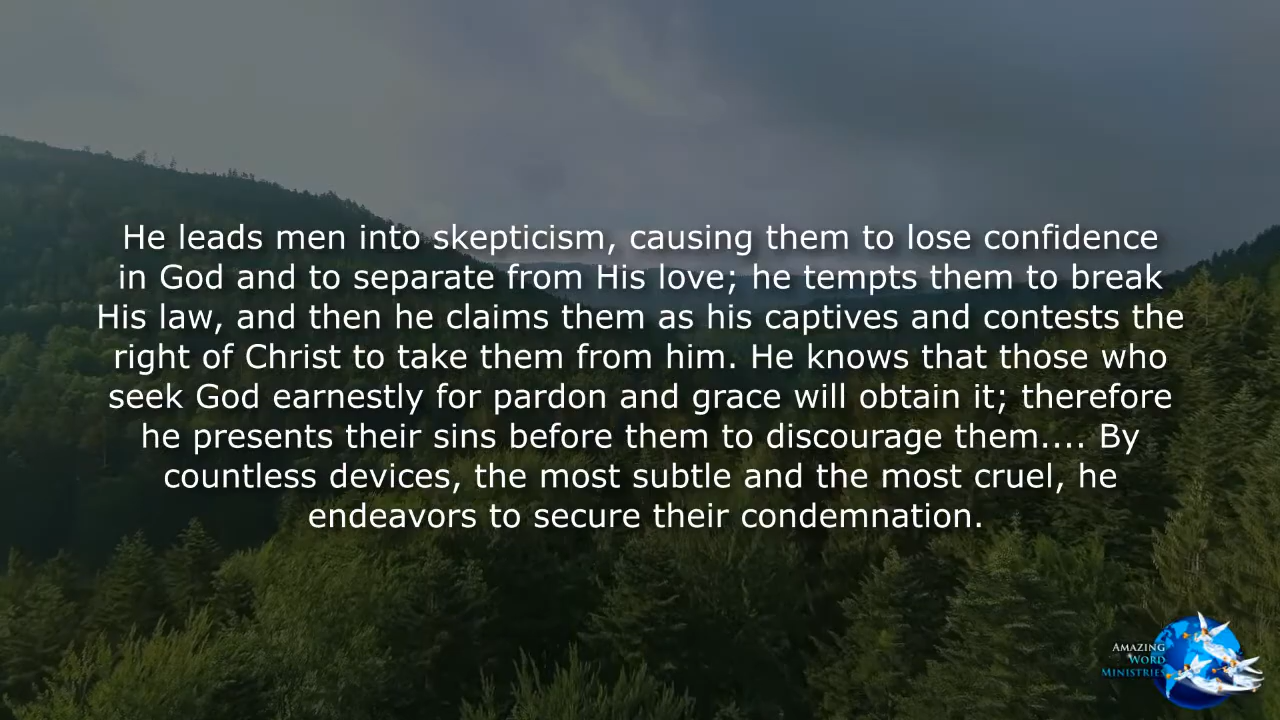 He leads men into skepticism, causing them to lose confidence
in God and to separate from His love; he tempts them to break
His law, and then he claims them as his captives and contests the
right of Christ to take them from him. He knows that those who
seek God earnestly for pardon and grace will obtain it; therefore
he presents their sins before them to discourage them.... By
countless devices, the most subtle and the most cruel, he
endeavors to secure their condemnation.
Amazing
Word
Ministries